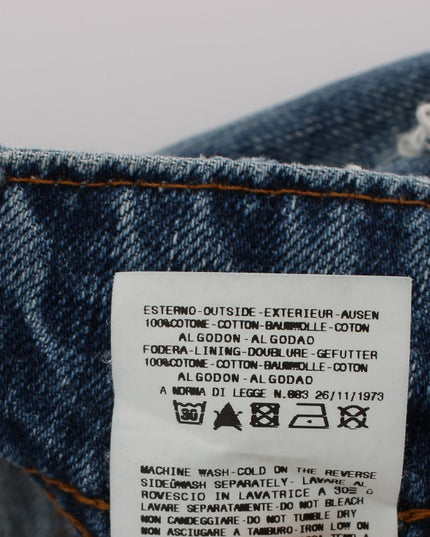 ESTERNO-OUTSIDE-EXTERIEUR-AUSEN
100%COTONE-COTTON-BAUMWOLLE-COTON
ALGODON-ALGODAO
FODERA-LINING-DOUBLURE-GEFUTTER
100%COTONE-COTTON-BAUMWOLLE-COTON
ALGODON-ALGODAO
A NORMA DI LEGGE N.883 26/11/1973
30
MACHINE WASH-COLD ON THE REVERSE
SIDE WASH SEPARATELY- LAVARE AL
ROVESCIO IN LAVATRICE A 30
LAVARE SEPARATAMENTE-DO NOT BLEACH
NON CANDEGGIARE-DO NOT TUMBLE DRY
NON ASCIUGARE A TAMBURO-IRON LOW ON